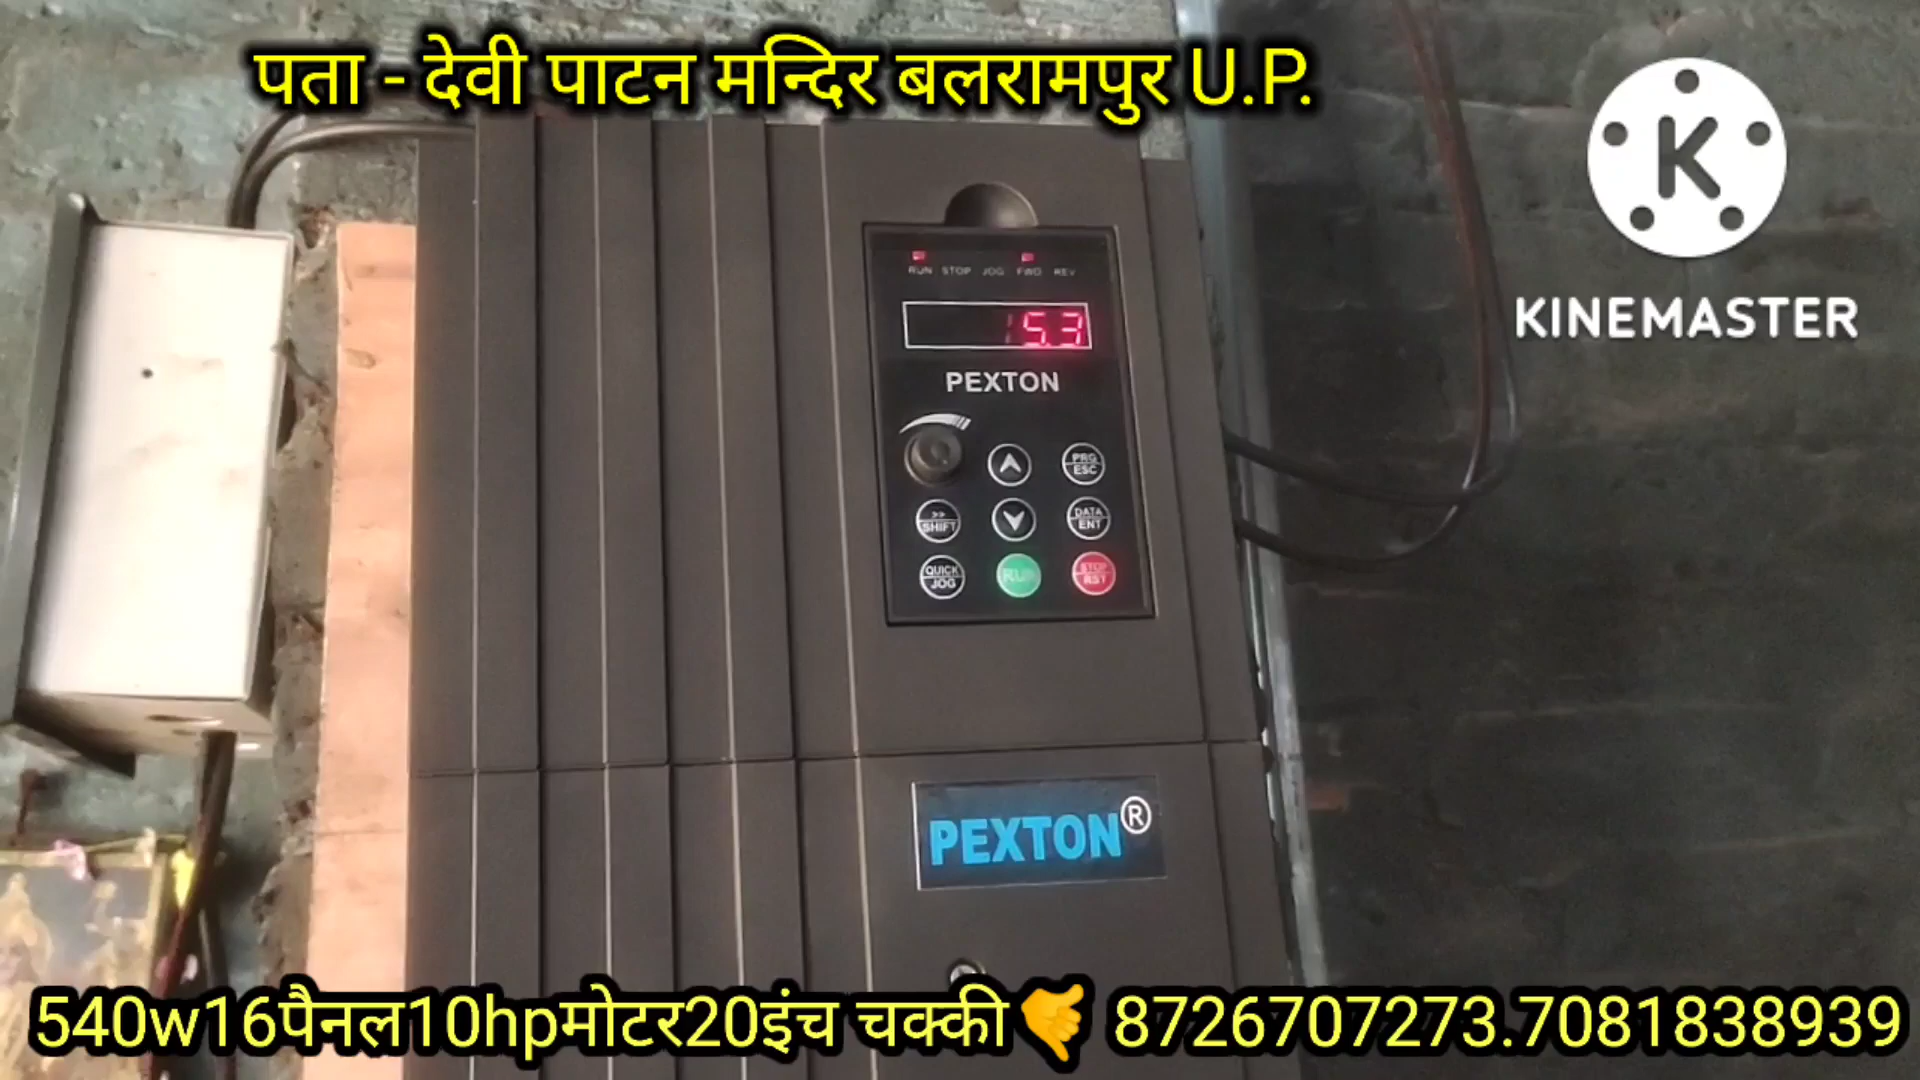 पता - देवी पाटन मन्दिर बलरामपुर U.P.
KINEMASTER
RUN STOP JOG FWD REV
5.3
PEXTON
PRG
ESC
>>
SHIFT
DATA
ENT
QUICK
JOG
RUN
STOP
RST
PEXTON®
540w16पैनल10hpमोटर20इंच चक्की🤙 8726707273.7081838939